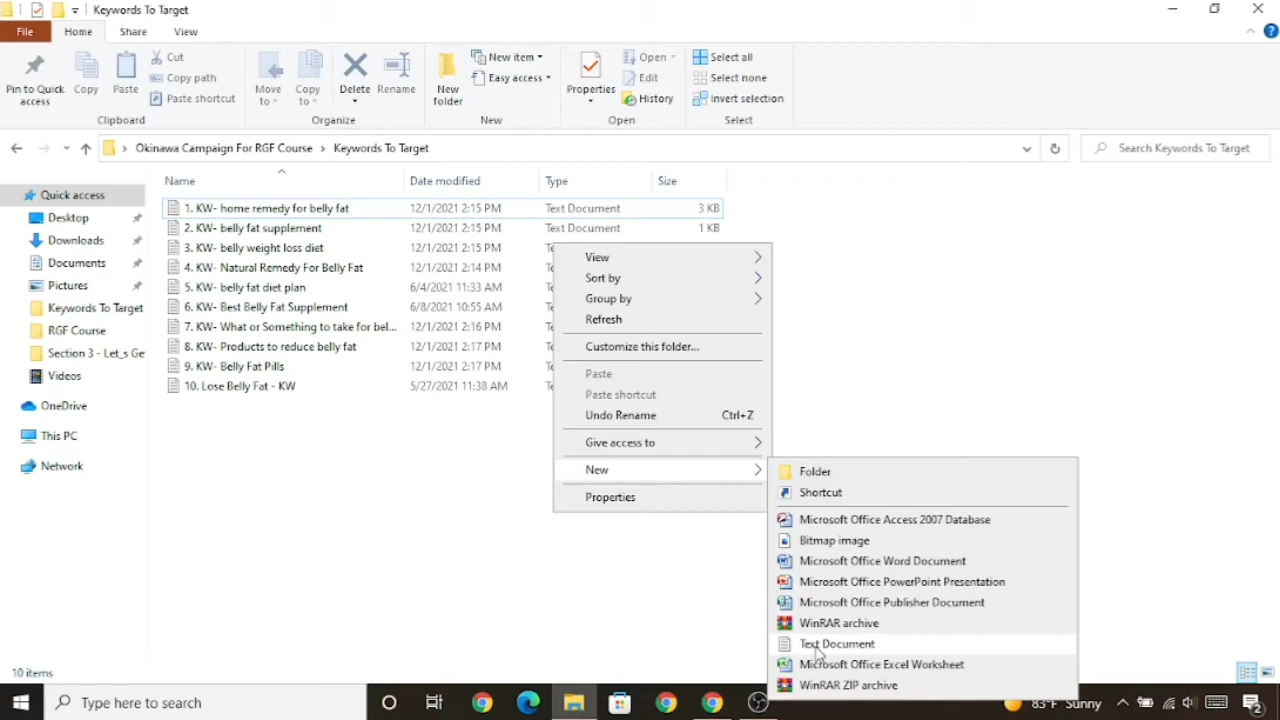 Keywords To Target
File Home Share View
Pin to Quick access
Copy
Paste
Cut
Copy path
Paste shortcut
Clipboard
Move to
Copy to
Delete
Rename
Organize
New folder
New item
Easy access
New
Properties
Open
Edit
History
Open
Select all
Select none
Invert selection
Select
Okinawa Campaign For RGF Course > Keywords To Target
Search Keywords To Target
Name Date modified Type Size
Quick access
Desktop
Downloads
Documents
Pictures
Keywords To Target
RGF Course
Section 3 - Let_s Ge
Videos
OneDrive
This PC
Network
1. KW- home remedy for belly fat 12/1/2021 2:15 PM Text Document 3 KB
2. KW- belly fat supplement 12/1/2021 2:15 PM Text Document 1 KB
3. KW- belly weight loss diet 12/1/2021 2:15 PM
4. KW- Natural Remedy For Belly Fat 12/1/2021 2:14 PM
5. KW- belly fat diet plan 6/4/2021 11:33 AM
6. KW- Best Belly Fat Supplement 6/8/2021 10:55 AM
7. KW- What or Something to take for bel... 12/1/2021 2:16 PM
8. KW- Products to reduce belly fat 12/1/2021 2:17 PM
9. KW- Belly Fat Pills 12/1/2021 2:17 PM
10. Lose Belly Fat - KW 5/27/2021 11:38 AM
View
Sort by
Group by
Refresh
Customize this folder...
Paste
Paste shortcut
Undo Rename Ctrl+Z
Give access to
New
Properties
Folder
Shortcut
Microsoft Office Access 2007 Database
Bitmap image
Microsoft Office Word Document
Microsoft Office PowerPoint Presentation
Microsoft Office Publisher Document
WinRAR archive
Text Document
Microsoft Office Excel Worksheet
WinRAR ZIP archive
10 items
Type here to search
83°F Sunny
2